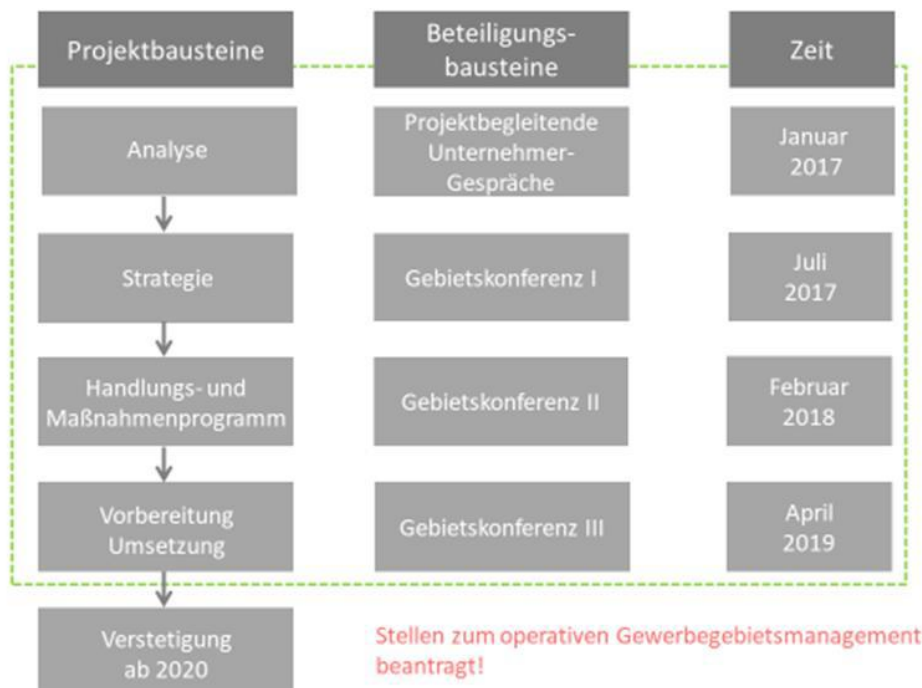 Projektbausteine
Beteiligungs-
bausteine
Zeit
Analyse
Projektbegleitende
Unternehmer-
Gespräche
Januar
2017
Strategie
Gebietskonferenz I
Juli
2017
Handlungs- und
Maßnahmenprogramm
Gebietskonferenz II
Februar
2018
Vorbereitung
Umsetzung
Gebietskonferenz III
April
2019
Verstetigung
ab 2020
Stellen zum operativen Gewerbegebietsmanagement
beantragt!